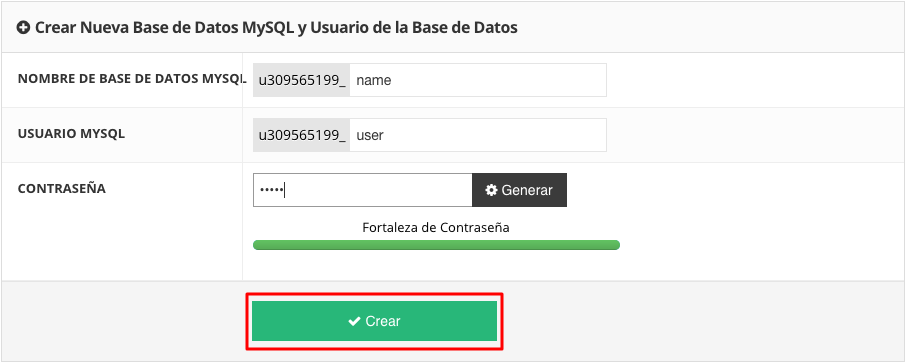 Crear Nueva Base de Datos MySQL y Usuario de la Base de Datos
NOMBRE DE BASE DE DATOS MYSQL u309565199_ name
USUARIO MYSQL u309565199_ user
CONTRASEÑA ••••• Generar
Fortaleza de Contraseña
Crear